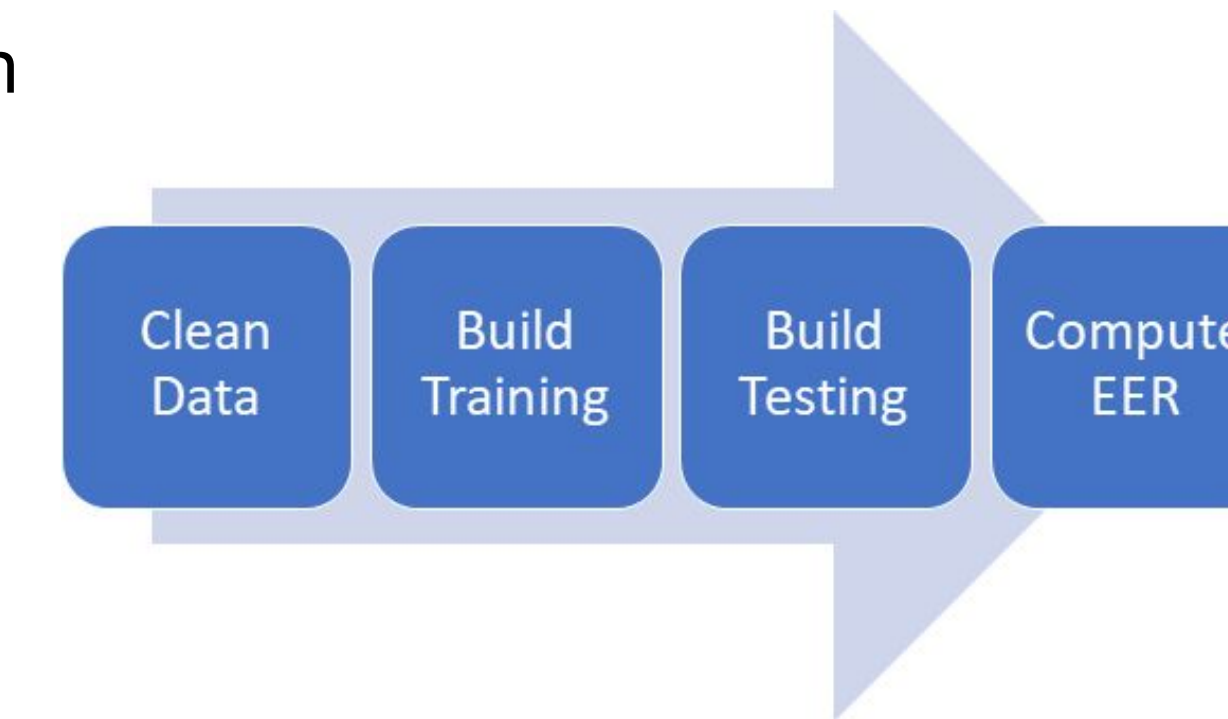 n
Clean
Data
Build
Training
Build
Testing
Compute
EER